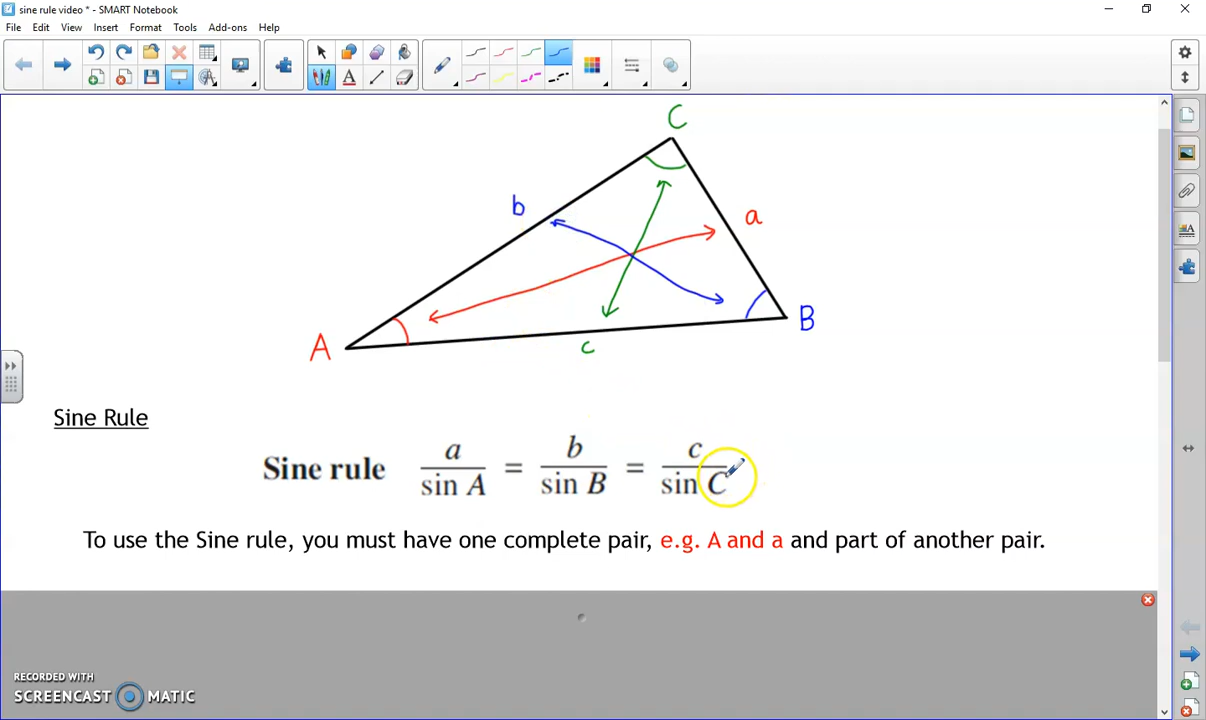 sine rule video * - SMART Notebook
File Edit View Insert Format Tools Add-ons Help
C
b
a
A
B
c
Sine Rule
Sine rule a/sin A = b/sin B = c/sin C
To use the Sine rule, you must have one complete pair, e.g. A and a and part of another pair.
RECORDED WITH
SCREENCAST MATIC